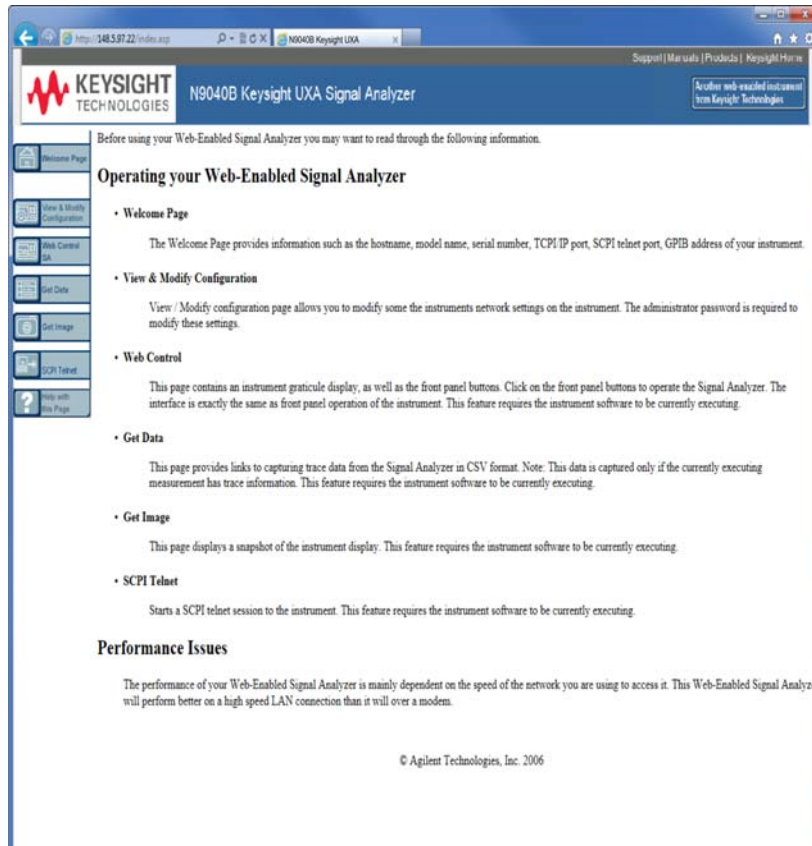 http://148.5.97.22/index.asp
N9040B Keysight UXA
Support | Manuals | Products | Keysight Home
KEYSIGHT
TECHNOLOGIES
N9040B Keysight UXA Signal Analyzer
Another web-enabled instrument
from Keysight Technologies
Welcome Page
View & Modify
Configuration
Web Control
SA
Get Data
Get Image
SCPI Telnet
Help with
this Page
Before using your Web-Enabled Signal Analyzer you may want to read through the following information.
Operating your Web-Enabled Signal Analyzer
• Welcome Page
The Welcome Page provides information such as the hostname, model name, serial number, TCPI/IP port, SCPI telnet port, GPIB address of your instrument.
• View & Modify Configuration
View / Modify configuration page allows you to modify some the instruments network settings on the instrument. The administrator password is required to
modify these settings.
• Web Control
This page contains an instrument graticule display, as well as the front panel buttons. Click on the front panel buttons to operate the Signal Analyzer. The
interface is exactly the same as front panel operation of the instrument. This feature requires the instrument software to be currently executing.
• Get Data
This page provides links to capturing trace data from the Signal Analyzer in CSV format. Note: This data is captured only if the currently executing
measurement has trace information. This feature requires the instrument software to be currently executing.
• Get Image
This page displays a snapshot of the instrument display. This feature requires the instrument software to be currently executing.
• SCPI Telnet
Starts a SCPI telnet session to the instrument. This feature requires the instrument software to be currently executing.
Performance Issues
The performance of your Web-Enabled Signal Analyzer is mainly dependent on the speed of the network you are using to access it. This Web-Enabled Signal Analyz
will perform better on a high speed LAN connection than it will over a modem.
© Agilent Technologies, Inc. 2006